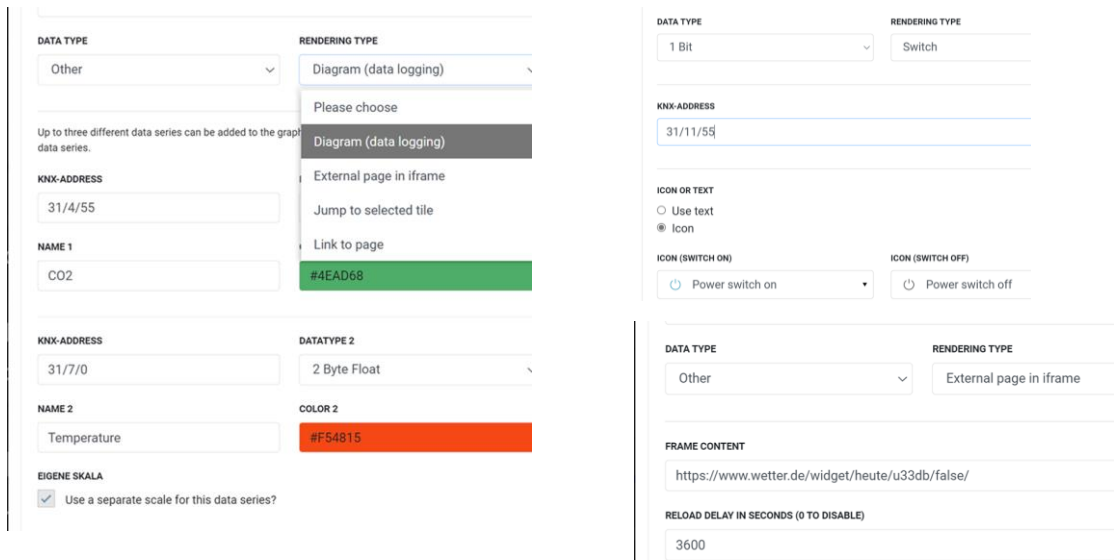 DATA TYPE
RENDERING TYPE
Other
Diagram (data logging)
Please choose
Diagram (data logging)
External page in iframe
Jump to selected tile
Link to page
Up to three different data series can be added to the graph
data series.
KNX-ADDRESS
31/4/55
NAME 1
CO2
#4EAD68
KNX-ADDRESS
DATATYPE 2
31/7/0
2 Byte Float
NAME 2
COLOR 2
Temperature
#F54815
EIGENE SKALA
Use a separate scale for this data series?
DATA TYPE
RENDERING TYPE
1 Bit
Switch
KNX-ADDRESS
31/11/55
ICON OR TEXT
Use text
Icon
ICON (SWITCH ON)
ICON (SWITCH OFF)
Power switch on
Power switch off
DATA TYPE
RENDERING TYPE
Other
External page in iframe
FRAME CONTENT
https://www.wetter.de/widget/heute/u33db/false/
RELOAD DELAY IN SECONDS (0 TO DISABLE)
3600